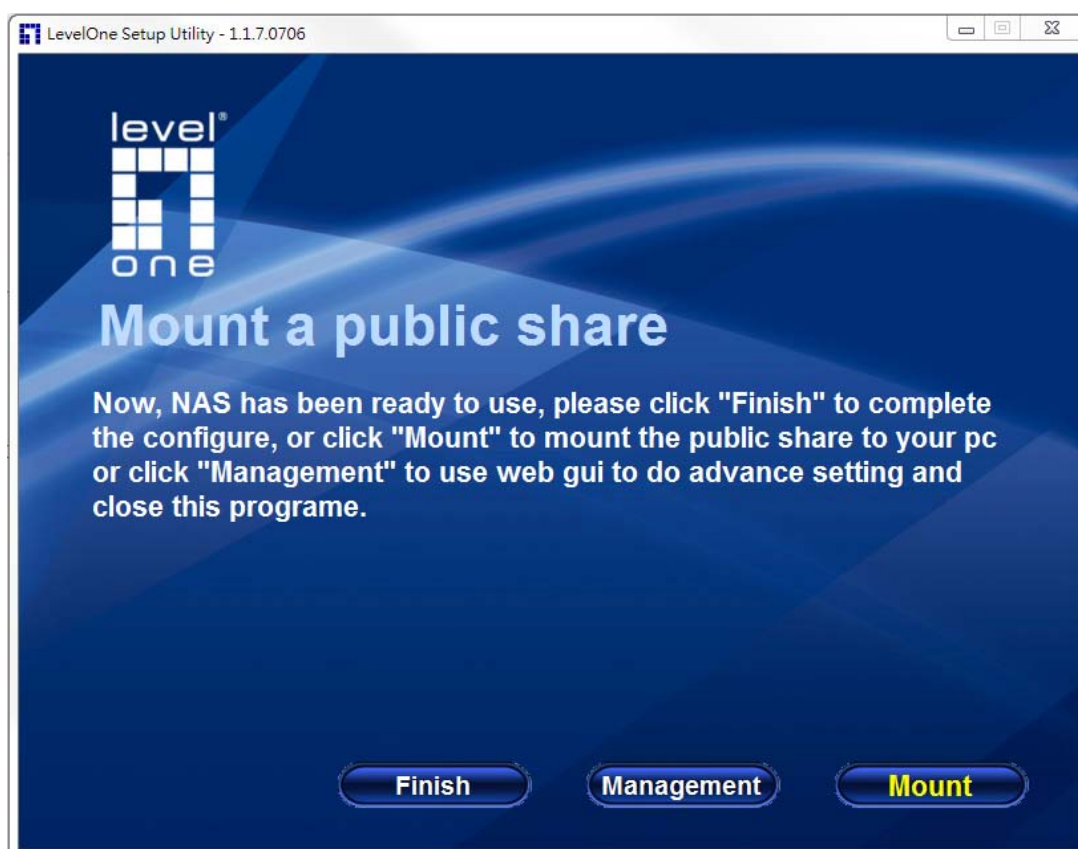 LevelOne Setup Utility - 1.1.7.0706
level®
one
Mount a public share
Now, NAS has been ready to use, please click "Finish" to complete
the configure, or click "Mount" to mount the public share to your pc
or click "Management" to use web gui to do advance setting and
close this programe.
Finish Management Mount